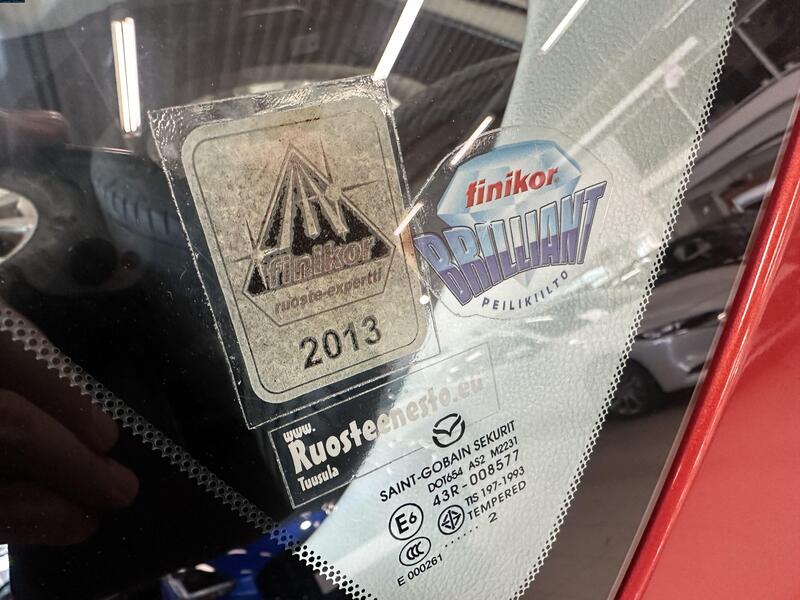 finikor
ruoste-expertti
2013
finikor
BRILLIANT
PEILIKIILTO
www.
Ruosteenesto.eu
Tuusula
SAINT-GOBAIN SEKURIT
DOT654 AS2 M2231
43R-008577
E6
TIS 197-1993
TEMPERED
CCC
...... 2
E 000261